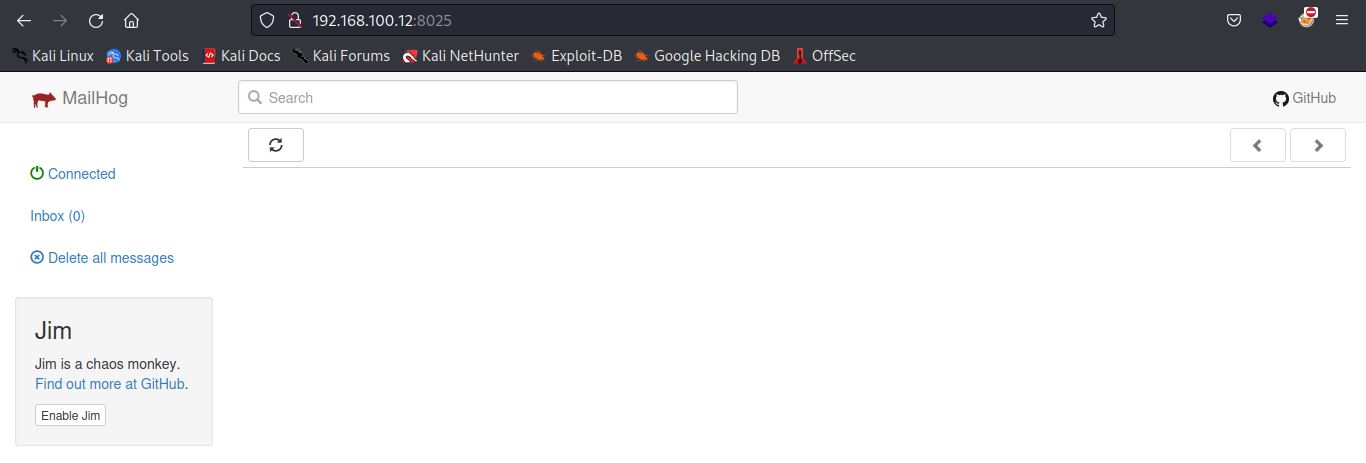 192.168.100.12:8025
Kali Linux Kali Tools Kali Docs Kali Forums Kali NetHunter Exploit-DB Google Hacking DB OffSec
MailHog Search GitHub
Connected
Inbox (0)
Delete all messages
Jim
Jim is a chaos monkey.
Find out more at GitHub.
Enable Jim